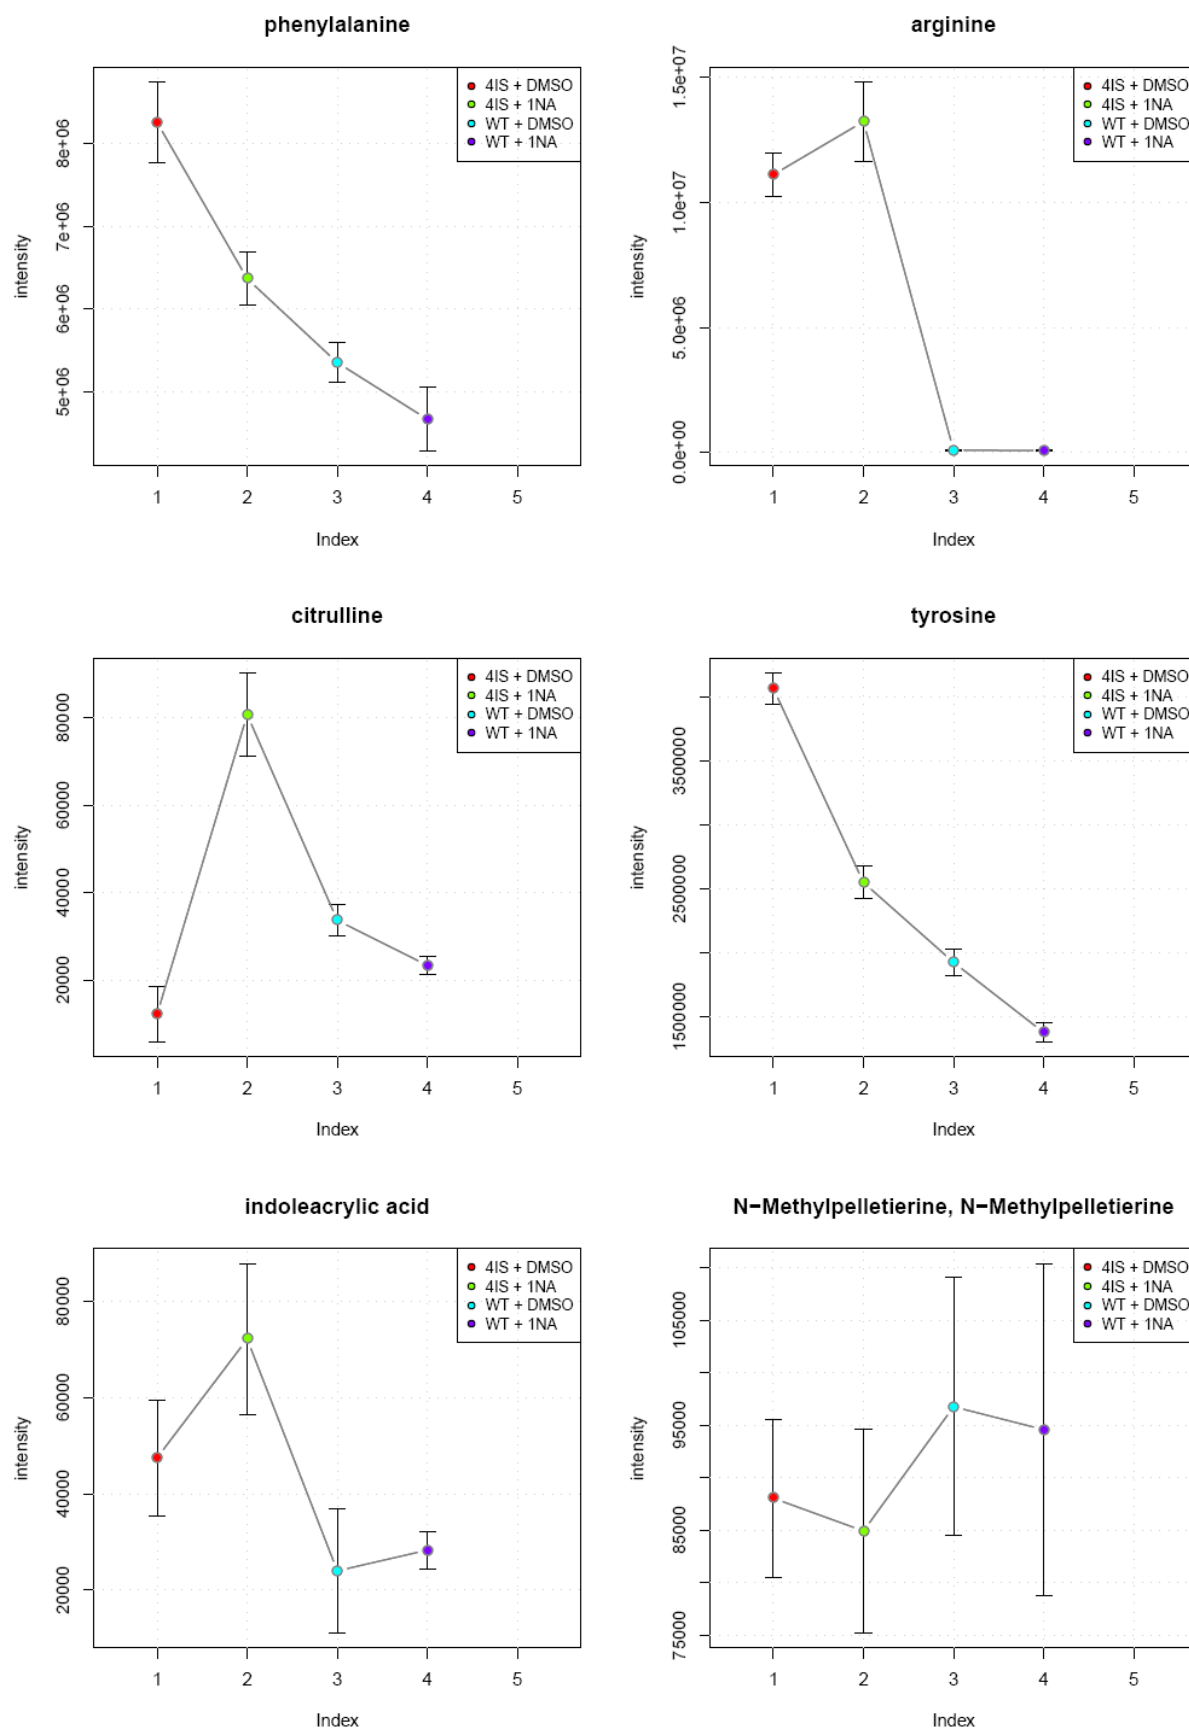 phenylalanine
4IS + DMSO
4IS + 1NA
WT + DMSO
WT + 1NA
intensity
8e+06
7e+06
6e+06
5e+06
1 2 3 4 5
Index
arginine
4IS + DMSO
4IS + 1NA
WT + DMSO
WT + 1NA
intensity
1.5e+07
1.0e+07
5.0e+06
0.0e+00
1 2 3 4 5
Index
citrulline
4IS + DMSO
4IS + 1NA
WT + DMSO
WT + 1NA
intensity
80000
60000
40000
20000
1 2 3 4 5
Index
tyrosine
4IS + DMSO
4IS + 1NA
WT + DMSO
WT + 1NA
intensity
3500000
2500000
1500000
1 2 3 4 5
Index
indoleacrylic acid
4IS + DMSO
4IS + 1NA
WT + DMSO
WT + 1NA
intensity
80000
60000
40000
20000
1 2 3 4 5
Index
N−Methylpelletierine, N−Methylpelletierine
4IS + DMSO
4IS + 1NA
WT + DMSO
WT + 1NA
intensity
105000
95000
85000
75000
1 2 3 4 5
Index